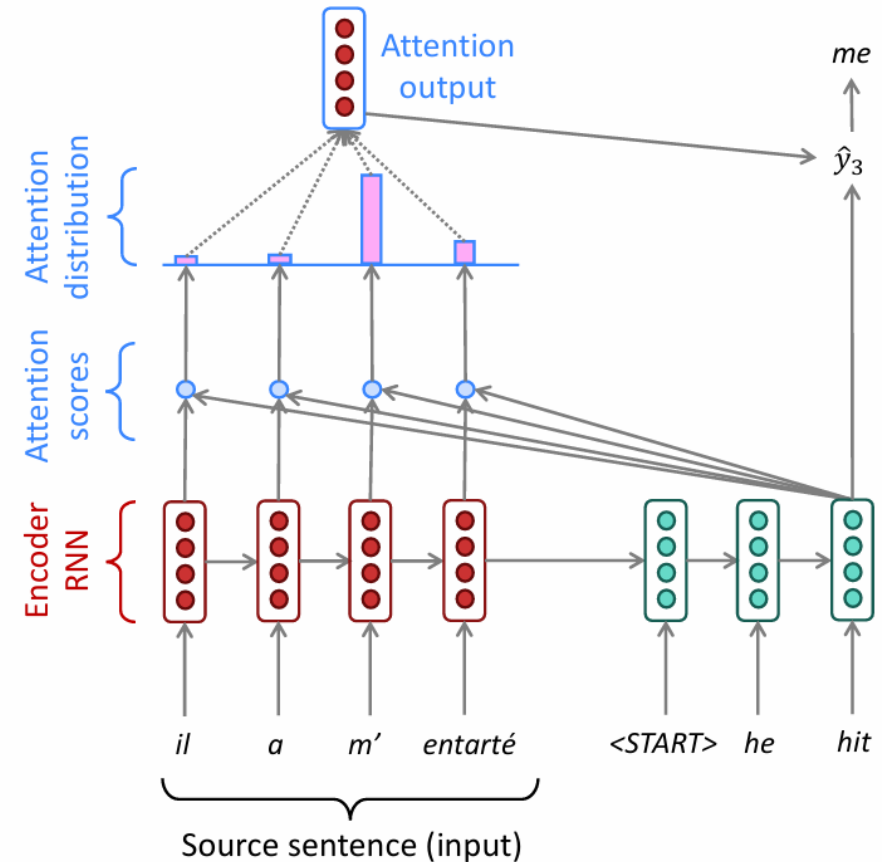 Attention
output
me
ŷ₃
Attention
distribution
Attention
scores
Encoder
RNN
il a m’ entarté <START> he hit
Source sentence (input)